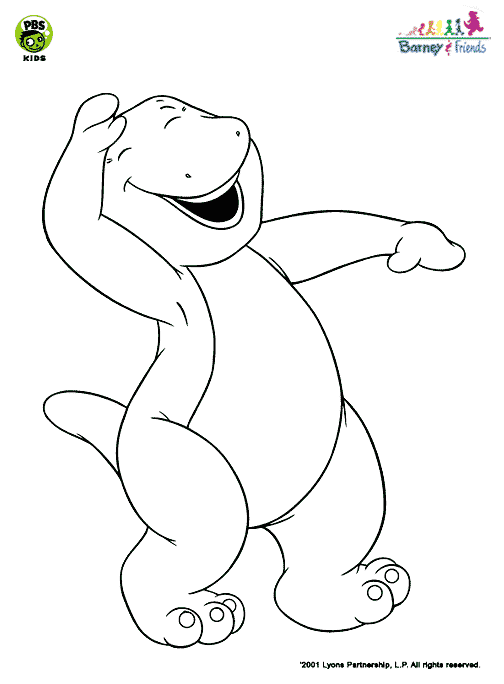 PBS
KIDS
Barney & Friends
'2001 Lyons Partnership, L.P. All rights reserved.